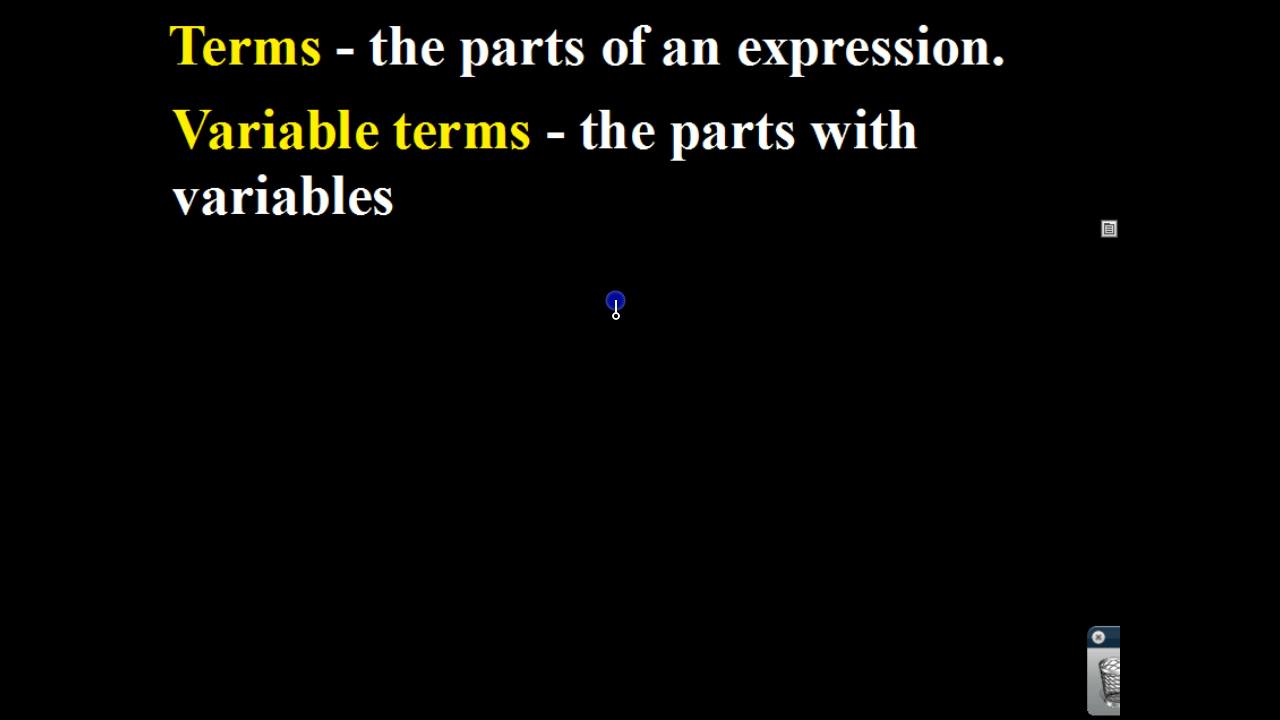 Terms - the parts of an expression.
Variable terms - the parts with
variables